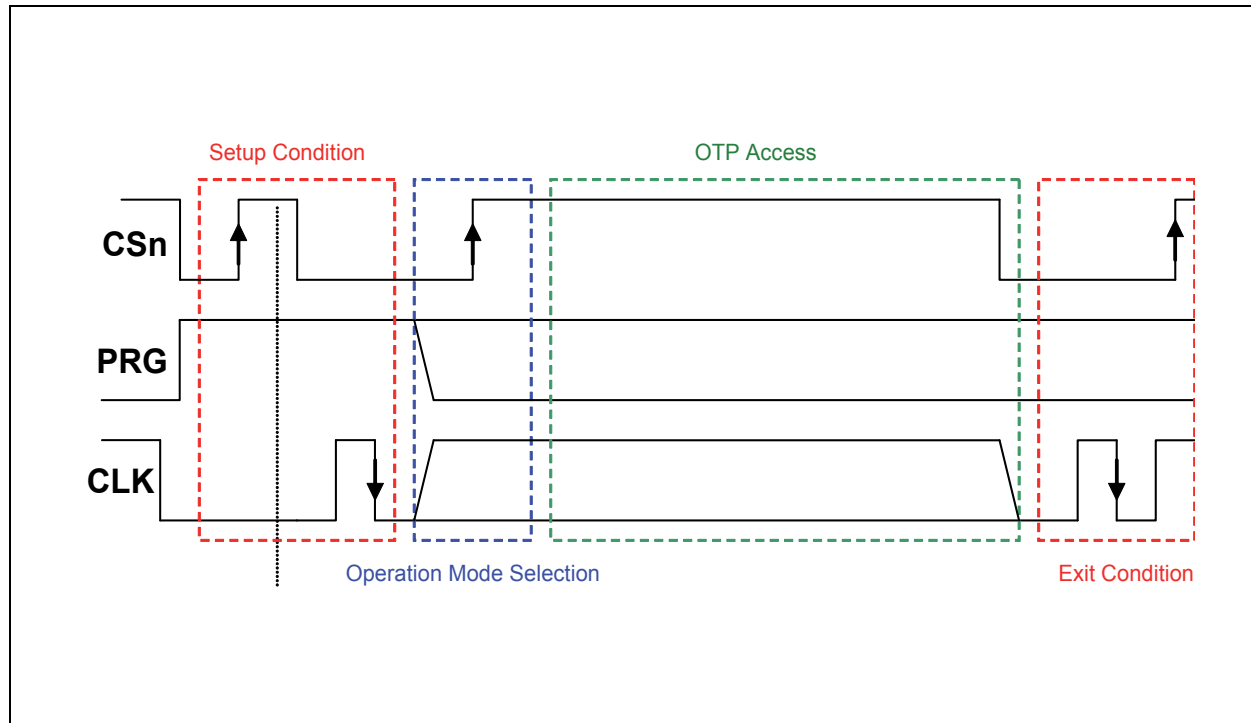 Setup Condition
OTP Access
CSn
PRG
CLK
Operation Mode Selection
Exit Condition